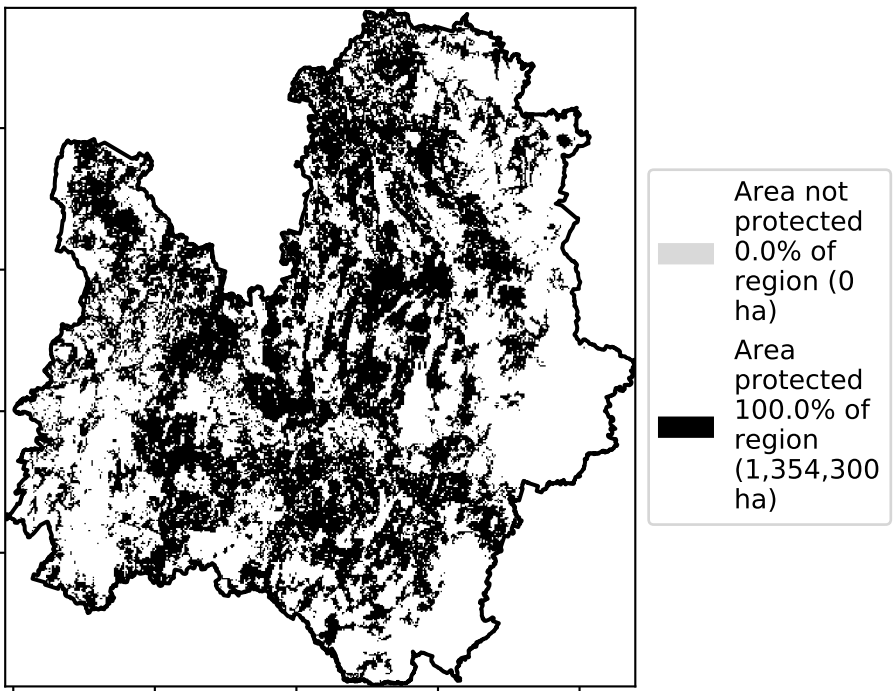 Area not
protected
0.0% of
region (0
ha)
Area
protected
100.0% of
region
(1,354,300
ha)